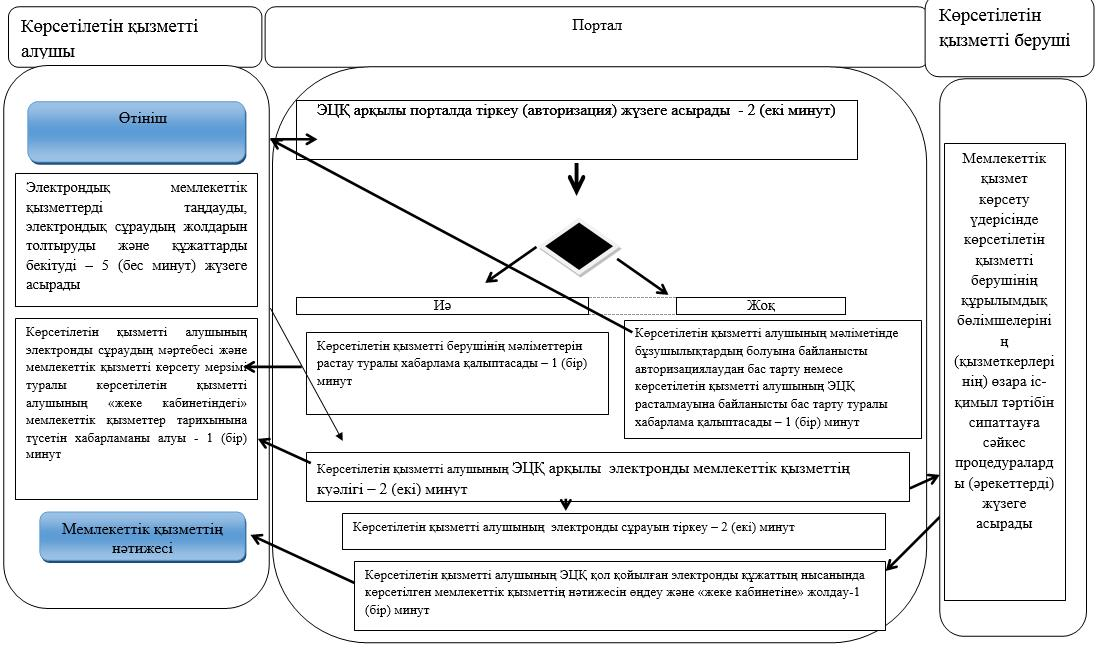 Көрсетілетін қызметті
алушы
Портал
Көрсетілетін
қызметті беруші
Өтініш
Электрондық мемлекеттік
қызметтерді таңдауды,
электрондық сұраудың жолдарын
толтыруды және құжаттарды
бекітуді – 5 (бес минут) жүзеге
асырады
Көрсетілетін қызметті алушының
электронды сұраудың мәртебесі және
мемлекеттік қызметті көрсету мерзімі
туралы көрсетілетін қызметті
алушының «жеке кабинетіндегі»
мемлекеттік қызметтер тарихынына
түсетін хабарламаны алуы - 1 (бір)
минут
Мемлекеттік қызметтің
нәтижесі
ЭЦҚ арқылы порталда тіркеу (авторизация) жүзеге асырады - 2 (екі минут)
Иә
Жоқ
Көрсетілетін қызметті берушінің мәліметтерін
растау туралы хабарлама қалыптасады – 1 (бір)
минут
Көрсетілетін қызметті алушының мәліметінде
бұзушылықтардың болуына байланысты
авторизациялаудан бас тарту немесе
көрсетілетін қызметті алушының ЭЦҚ
расталмауына байланысты бас тарту туралы
хабарлама қалыптасады – 1 (бір) минут
Көрсетілетін қызметті алушының ЭЦҚ арқылы электронды мемлекеттік қызметтің
куәлігі – 2 (екі) минут
Көрсетілетін қызметті алушының электронды сұрауын тіркеу – 2 (екі) минут
Көрсетілетін қызметті алушының ЭЦҚ қол қойылған электронды құжаттың нысанында
көрсетілген мемлекеттік қызметтің нәтижесін өңдеу және «жеке кабинетіне» жолдау-1
(бір) минут
Мемлекеттік
қызмет
көрсету
үдерісінде
көрсетілетін
қызметті
берушінің
құрылымдық
бөлімшелеріні
ң
(қызметкерлері
нің) өзара іс-
қимыл тәртібін
сипаттауға
сәйкес
процедуралард
ы (әрекеттерді)
жүзеге
асырады